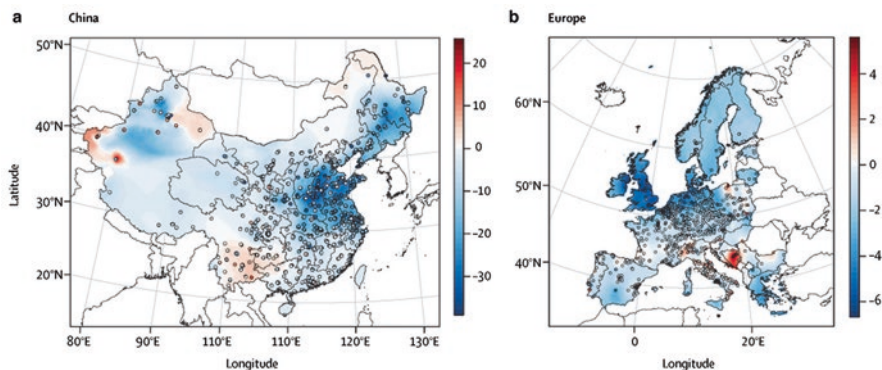 a China
50°N
40°N
30°N
20°N
Latitude
80°E 90°E 110°E 110°E 120°E 130°E
Longitude
20
10
0
−10
−20
−30
b Europe
60°N
50°N
40°N
0 20°E
Longitude
4
2
0
−2
−4
−6